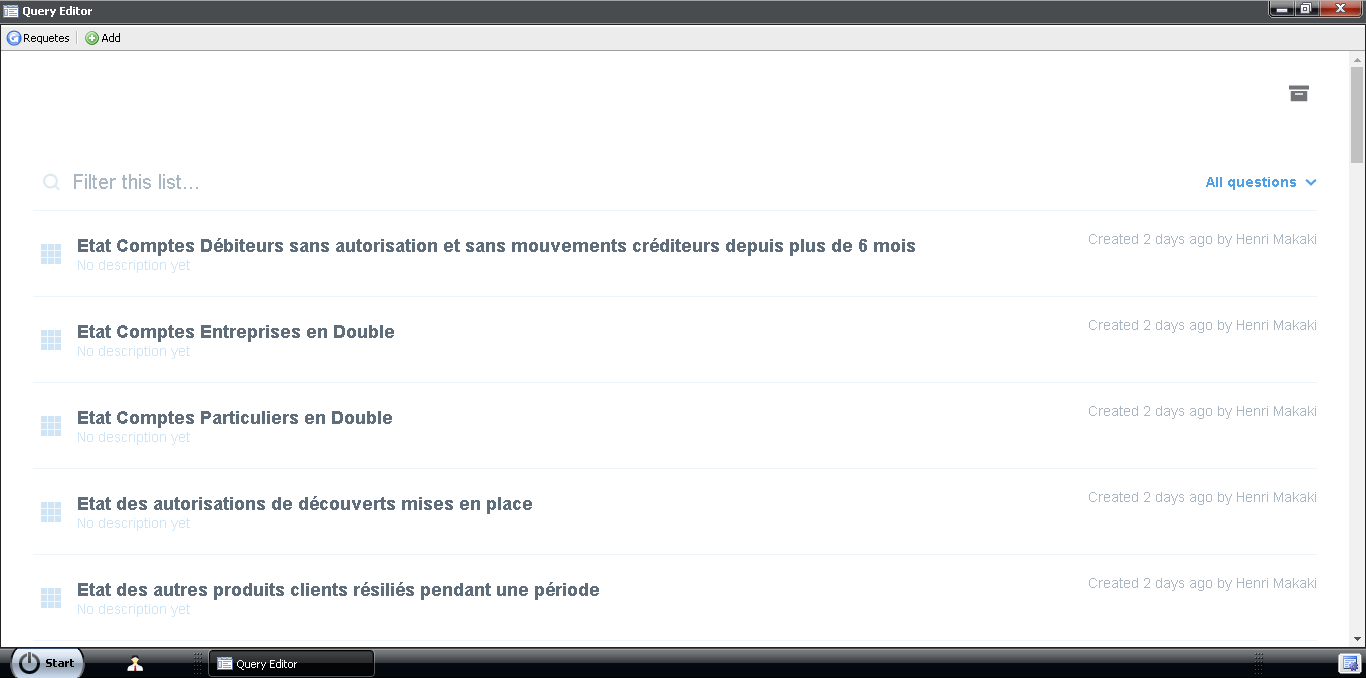 Query Editor
Requetes
Add
Filter this list...
All questions
Etat Comptes Débiteurs sans autorisation et sans mouvements créditeurs depuis plus de 6 mois
Created 2 days ago by Henri Makaki
No description yet
Etat Comptes Entreprises en Double
Created 2 days ago by Henri Makaki
No description yet
Etat Comptes Particuliers en Double
Created 2 days ago by Henri Makaki
No description yet
Etat des autorisations de découverts mises en place
Created 2 days ago by Henri Makaki
No description yet
Etat des autres produits clients résiliés pendant une période
Created 2 days ago by Henri Makaki
No description yet
Start
Query Editor